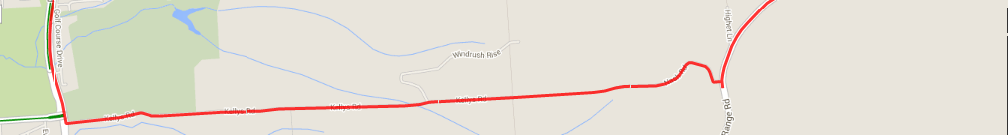 Golf Course Drive
Highet Ln
Windrush Rise
Kellys Rd
Kellys Rd
Kellys Rd
Kellys Rd
Range Rd